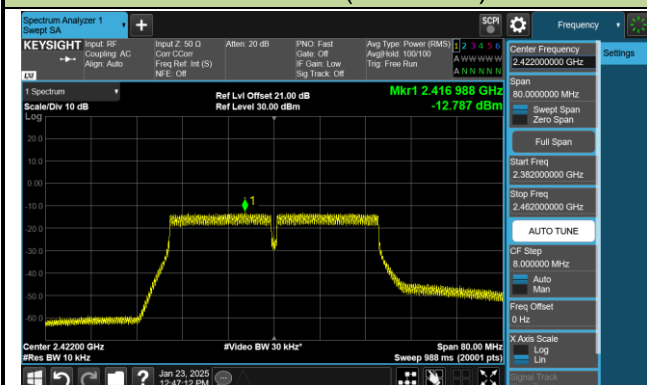 Spectrum Analyzer 1
Swept SA
+
SCPI
Frequency
KEYSIGHT
Input: RF
Coupling: AC
Align: Auto
Input Z: 50 Ω
Corr CCorr
Freq Ref: Int (S)
NFE: Off
Atten: 20 dB
PNO: Fast
Gate: Off
IF Gain: Low
Sig Track: Off
Avg Type: Power (RMS)
Avg|Hold: 100/100
Trig: Free Run
1 2 3 4 5 6
A W W W W W
A N N N N N
LXI
1 Spectrum
Scale/Div 10 dB
Log
Ref Lvl Offset 21.00 dB
Ref Level 30.00 dBm
Mkr1 2.416 988 GHz
-12.787 dBm
20.0
10.0
0.00
-10.0
-20.0
-30.0
-40.0
-50.0
-60.0
1
Center 2.42200 GHz
#Res BW 10 kHz
#Video BW 30 kHz*
Span 80.00 MHz
Sweep 988 ms (20001 pts)
Jan 23, 2025
12:47:12 PM
?
Center Frequency
2.422000000 GHz
Settings
Span
80.0000000 MHz
Swept Span
Zero Span
Full Span
Start Freq
2.382000000 GHz
Stop Freq
2.462000000 GHz
AUTO TUNE
CF Step
8.000000 MHz
Auto
Man
Freq Offset
0 Hz
X Axis Scale
Log
Lin
Signal Track